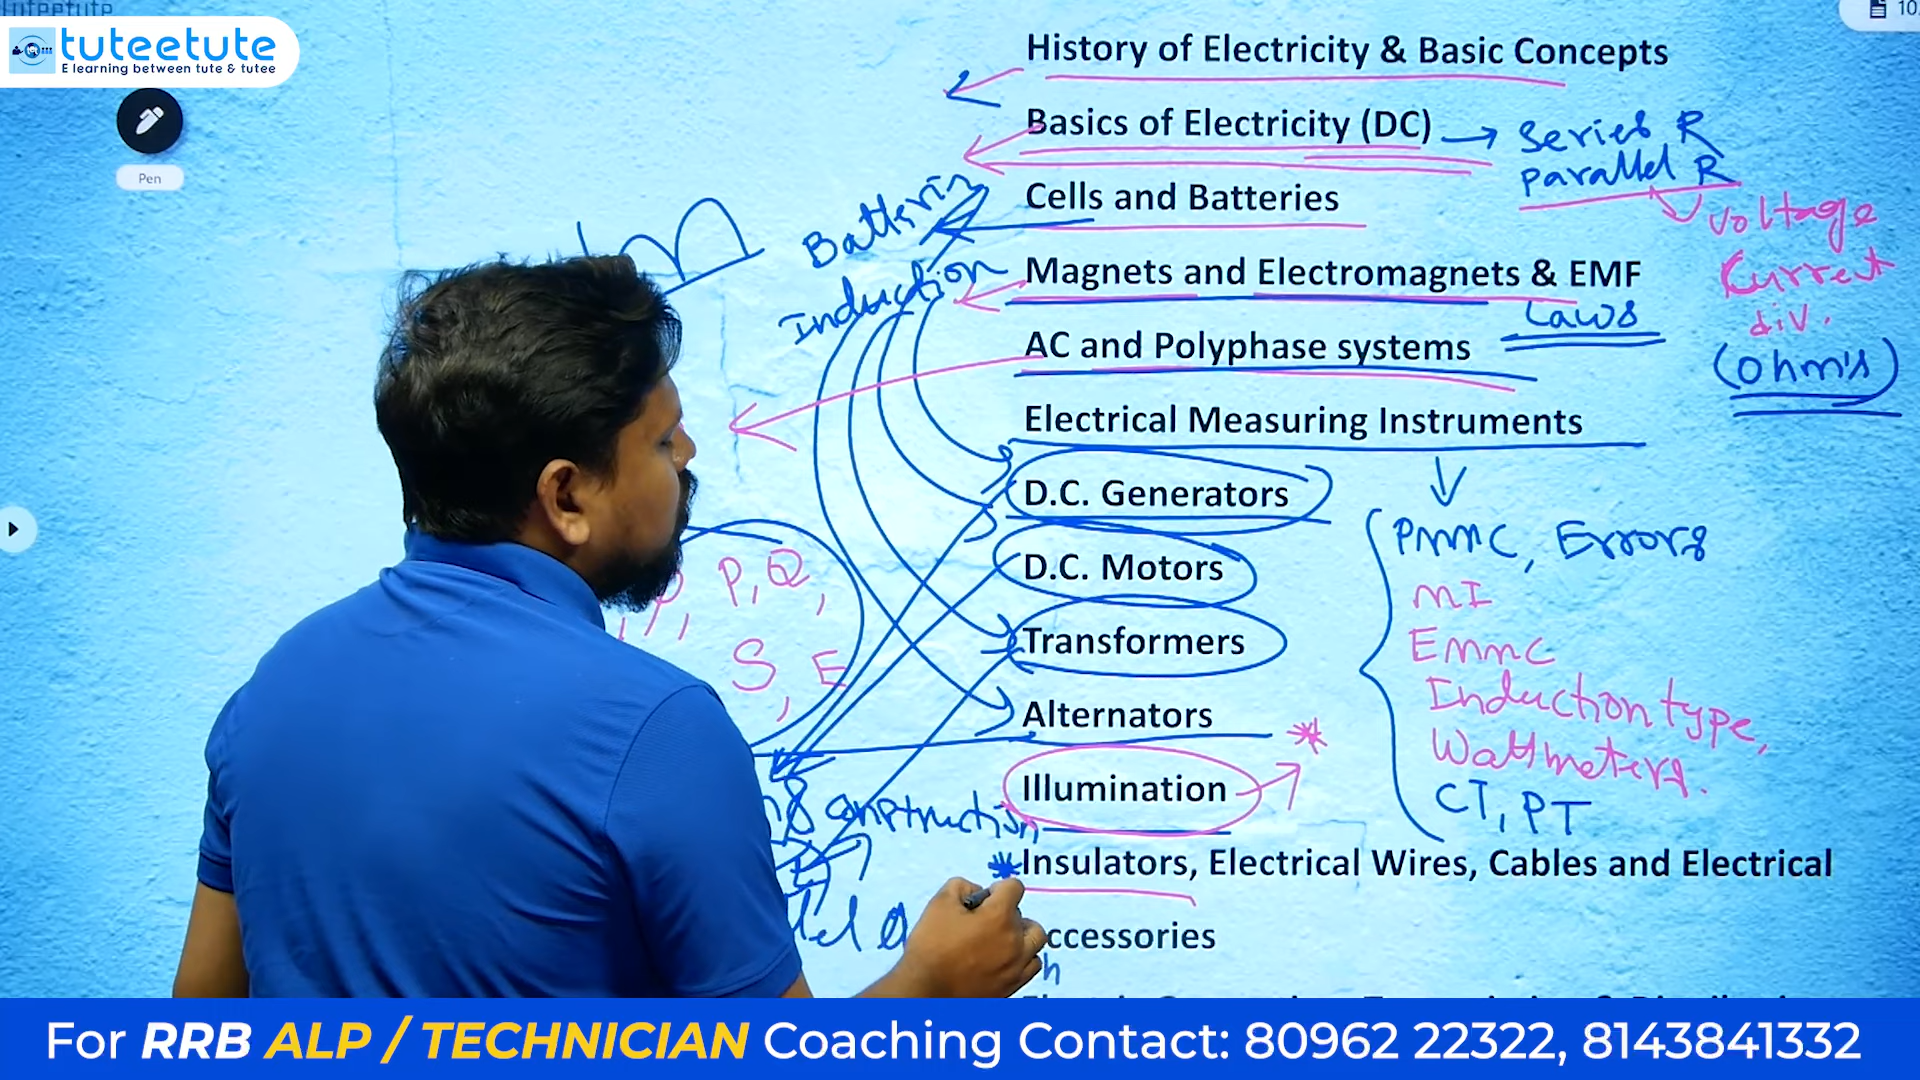 Tuteetute
tuteetute
E learning between tute & tutee
Pen
10.
History of Electricity & Basic Concepts
Basics of Electricity (DC)
Series R
parallel R
Voltage
Current
div.
(Ohm's)
Cells and Batteries
Induction
Magnets and Electromagnets & EMF
Laws
AC and Polyphase systems
Electrical Measuring Instruments
D.C. Generators
PMMC, Errors
D.C. Motors
MI
P, Q,
Transformers
EMMC
S, E
Induction type,
Alternators
Wattmeters.
Illumination
CT, PT
construction
Insulators, Electrical Wires, Cables and Electrical
ccessories
For RRB ALP / TECHNICIAN Coaching Contact: 80962 22322, 8143841332